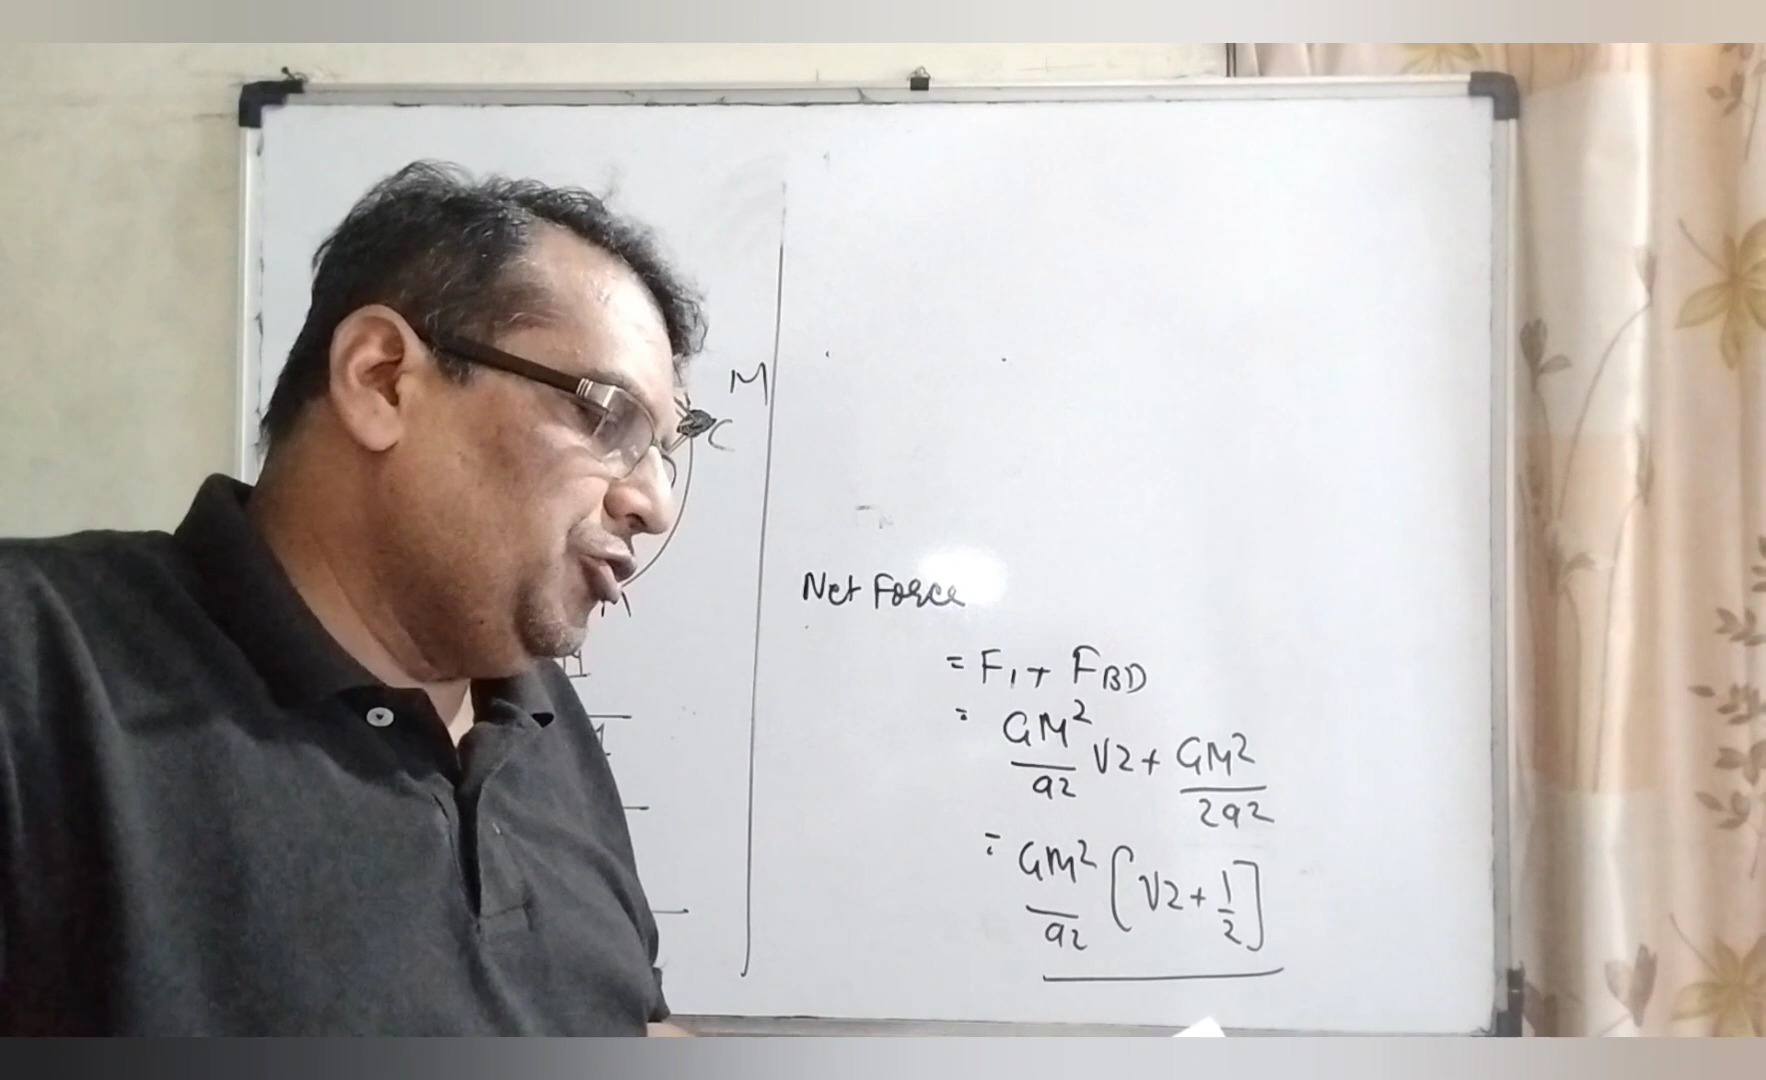 M
C
Net Force
= F₁ + F_BD
= GM²/a² √2 + GM²/2a²
= GM²/a² [√2 + 1/2]